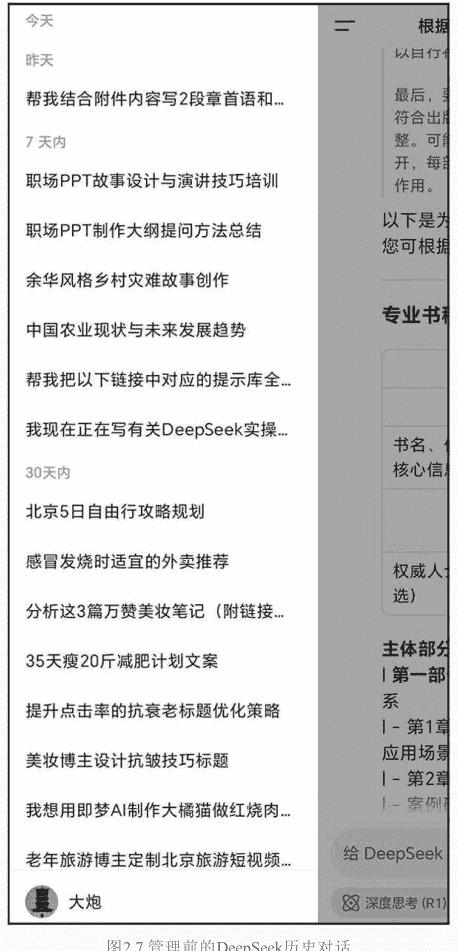 今天
昨天
帮我结合附件内容写2段章首语和...
7 天内
职场PPT故事设计与演讲技巧培训
职场PPT制作大纲提问方法总结
余华风格乡村灾难故事创作
中国农业现状与未来发展趋势
帮我把以下链接中对应的提示库全...
我现在正在写有关DeepSeek实操...
30天内
北京5日自由行攻略规划
感冒发烧时适宜的外卖推荐
分析这3篇万赞美妆笔记（附链接...
35天瘦20斤减肥计划文案
提升点击率的抗衰老标题优化策略
美妆博主设计抗皱技巧标题
我想用即梦AI制作大橘猫做红烧肉...
老年旅游博主定制北京旅游短视频...
大炮
根据
以自行
最后，
符合出版
整。可能
开，每部
作用。
以下是为
您可根据
专业书稿
书名、
核心信息
权威人士
选）
主体部分
| 第一部
系
| - 第1章
应用场景
| - 第2章
| - 案例
给 DeepSeek
深度思考 (R1)
图2.7 管理前的DeepSeek历史对话